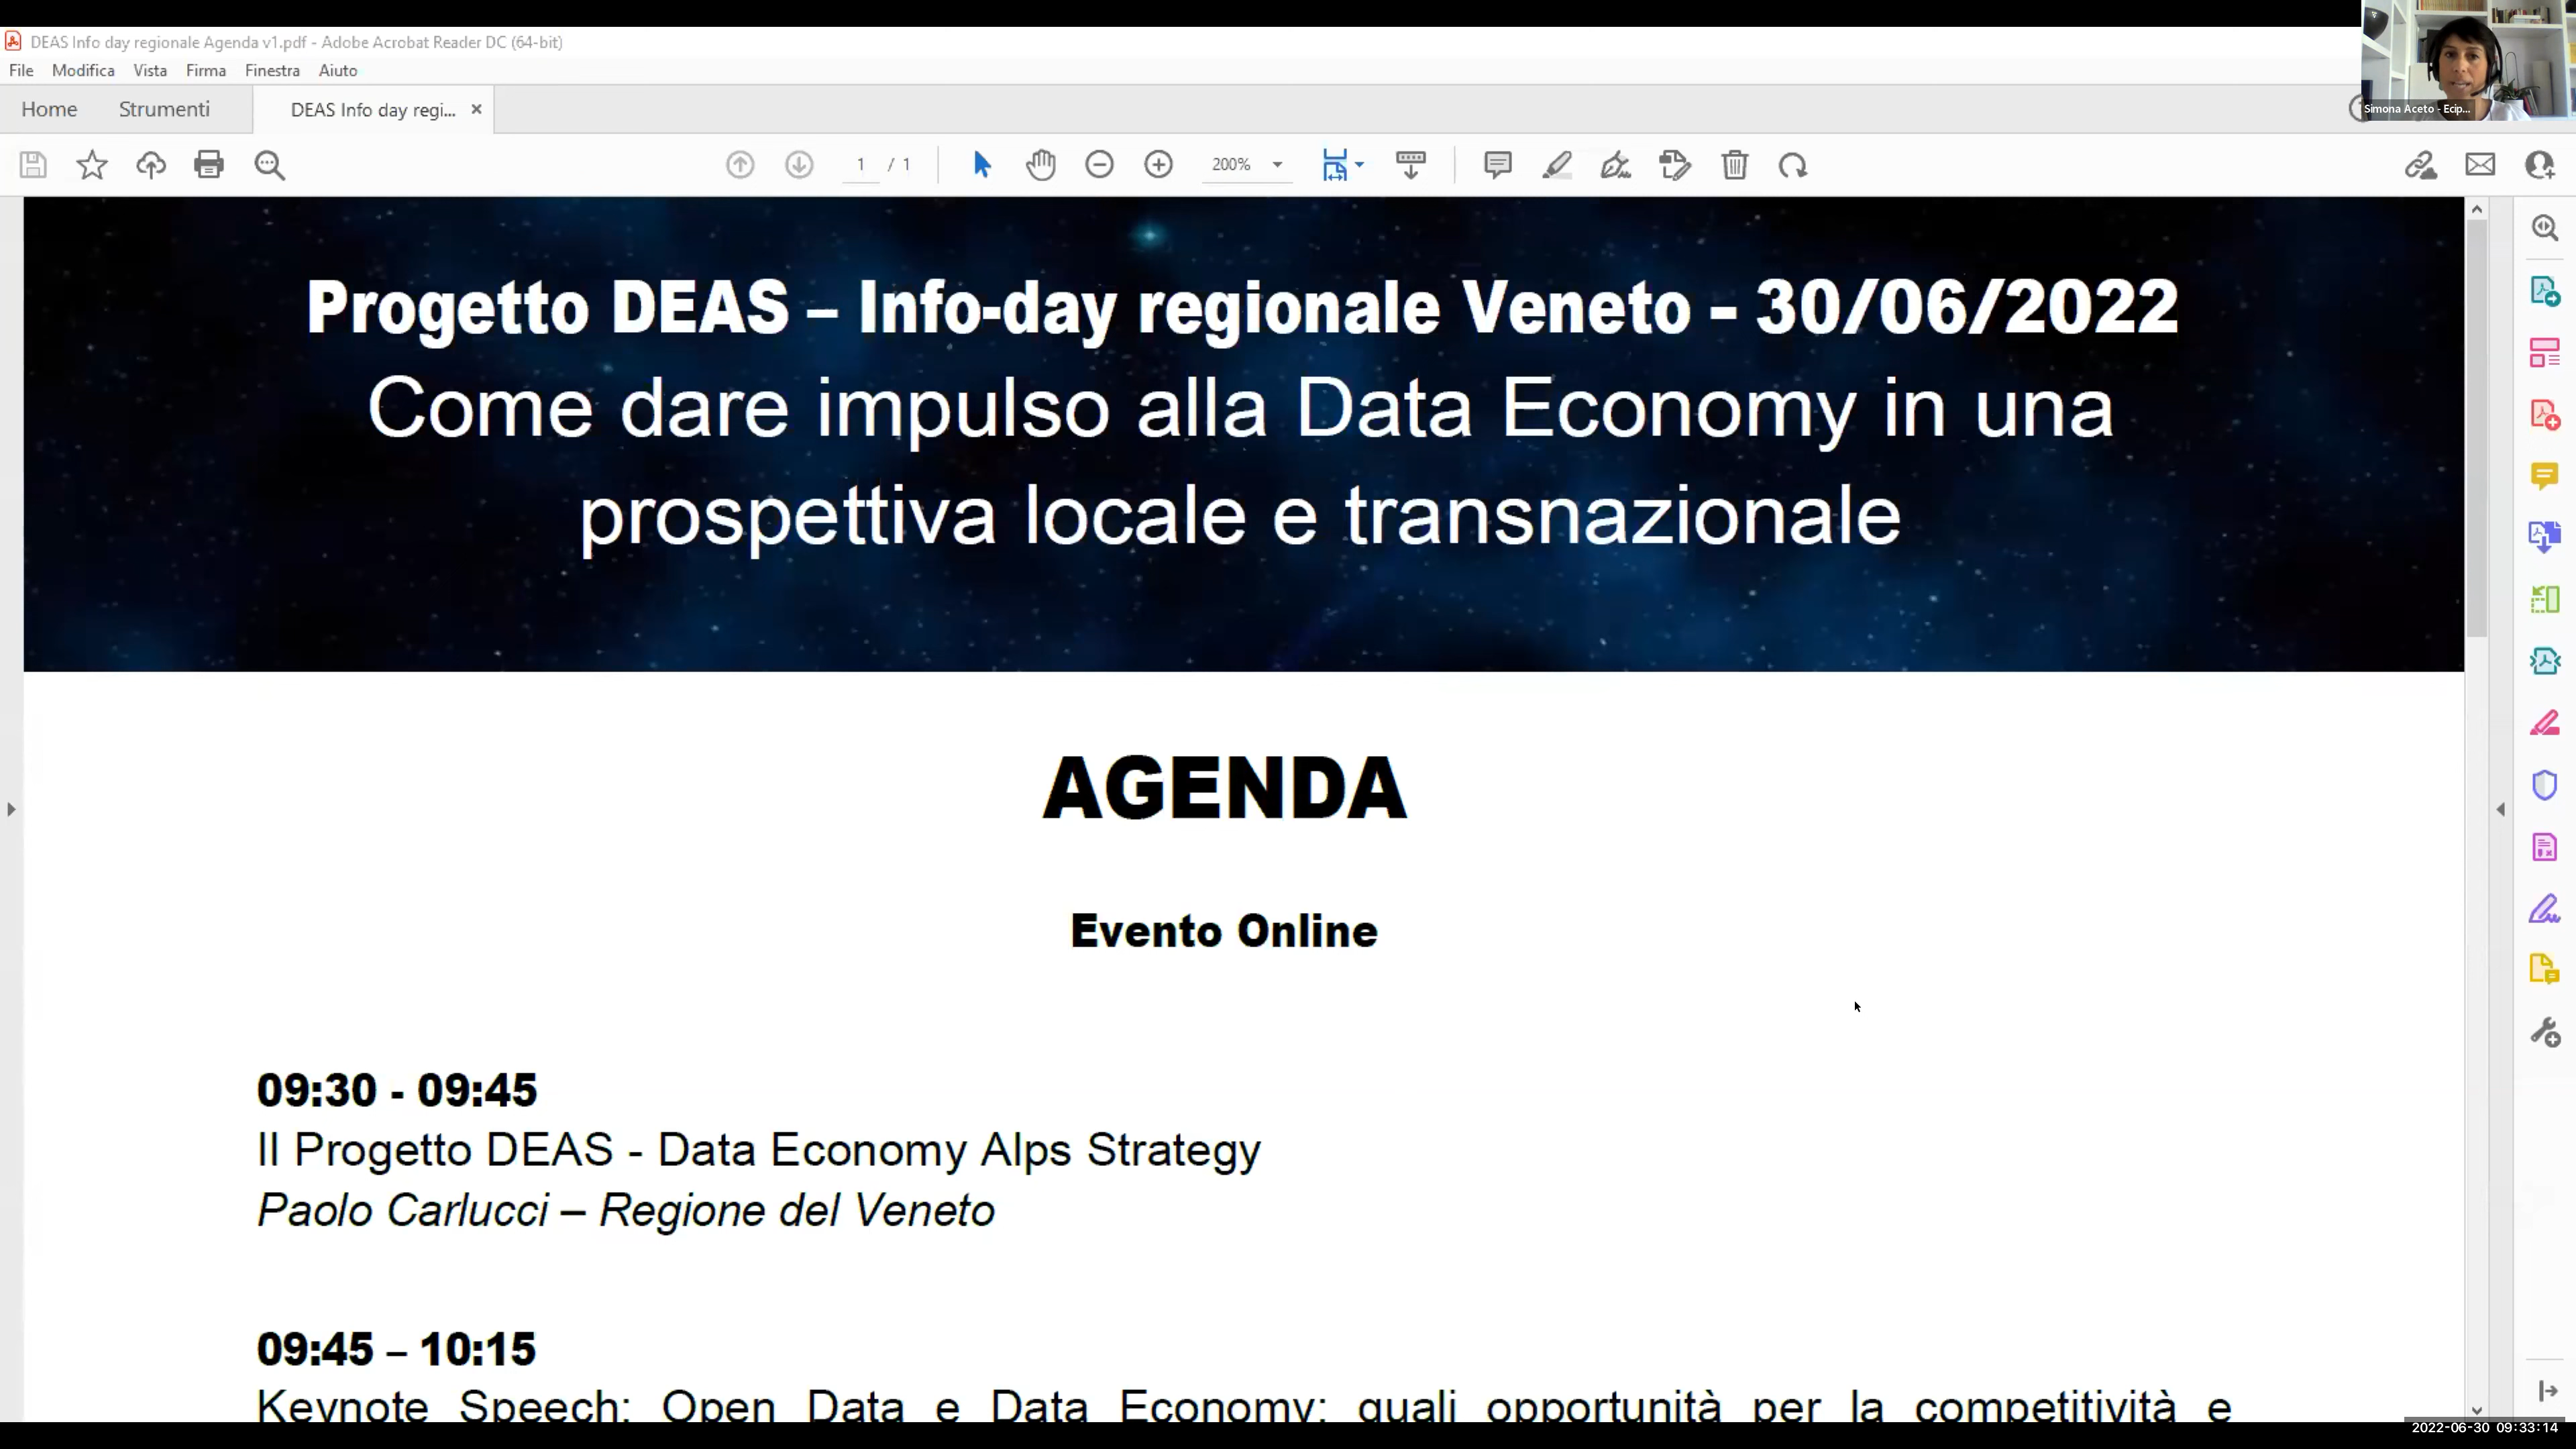 DEAS Info day regionale Agenda v1.pdf - Adobe Acrobat Reader DC (64-bit)
File Modifica Vista Firma Finestra Aiuto
Simona Aceto - Ecip...
Home Strumenti DEAS Info day regi... ×
1 / 1 200%
Progetto DEAS – Info-day regionale Veneto - 30/06/2022
Come dare impulso alla Data Economy in una
prospettiva locale e transnazionale
AGENDA
Evento Online
09:30 - 09:45
Il Progetto DEAS - Data Economy Alps Strategy
Paolo Carlucci – Regione del Veneto
09:45 – 10:15
Keynote Speech: Open Data e Data Economy: quali opportunità per la competitività e
2022-06-30 09:33:14